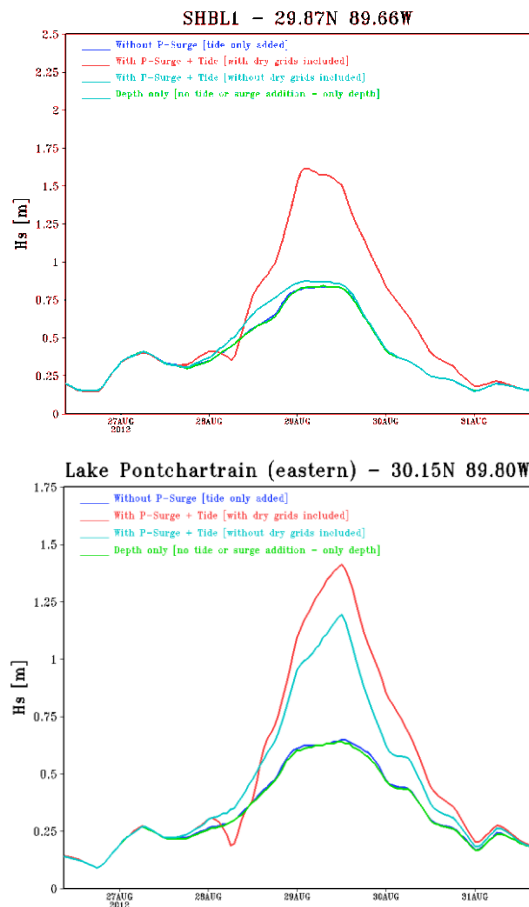 SHBL1 - 29.87N 89.66W
2.5
Without P-Surge [tide only added]
With P-Surge + Tide [with dry grids included]
2.25
With P-Surge + Tide [without dry grids included]
Depth only [no tide or surge addition - only depth]
2
1.75
1.5
Hs [m]
1.25
1
0.75
0.5
0.25
0
27AUG
2012
28AUG
29AUG
30AUG
31AUG
Lake Pontchartrain (eastern) - 30.15N 89.80W
1.75
Without P-Surge [tide only added]
With P-Surge + Tide [with dry grids included]
With P-Surge + Tide [without dry grids included]
1.5
Depth only [no tide or surge addition - only depth]
1.25
1
Hs [m]
0.75
0.5
0.25
0
27AUG
2012
28AUG
29AUG
30AUG
31AUG